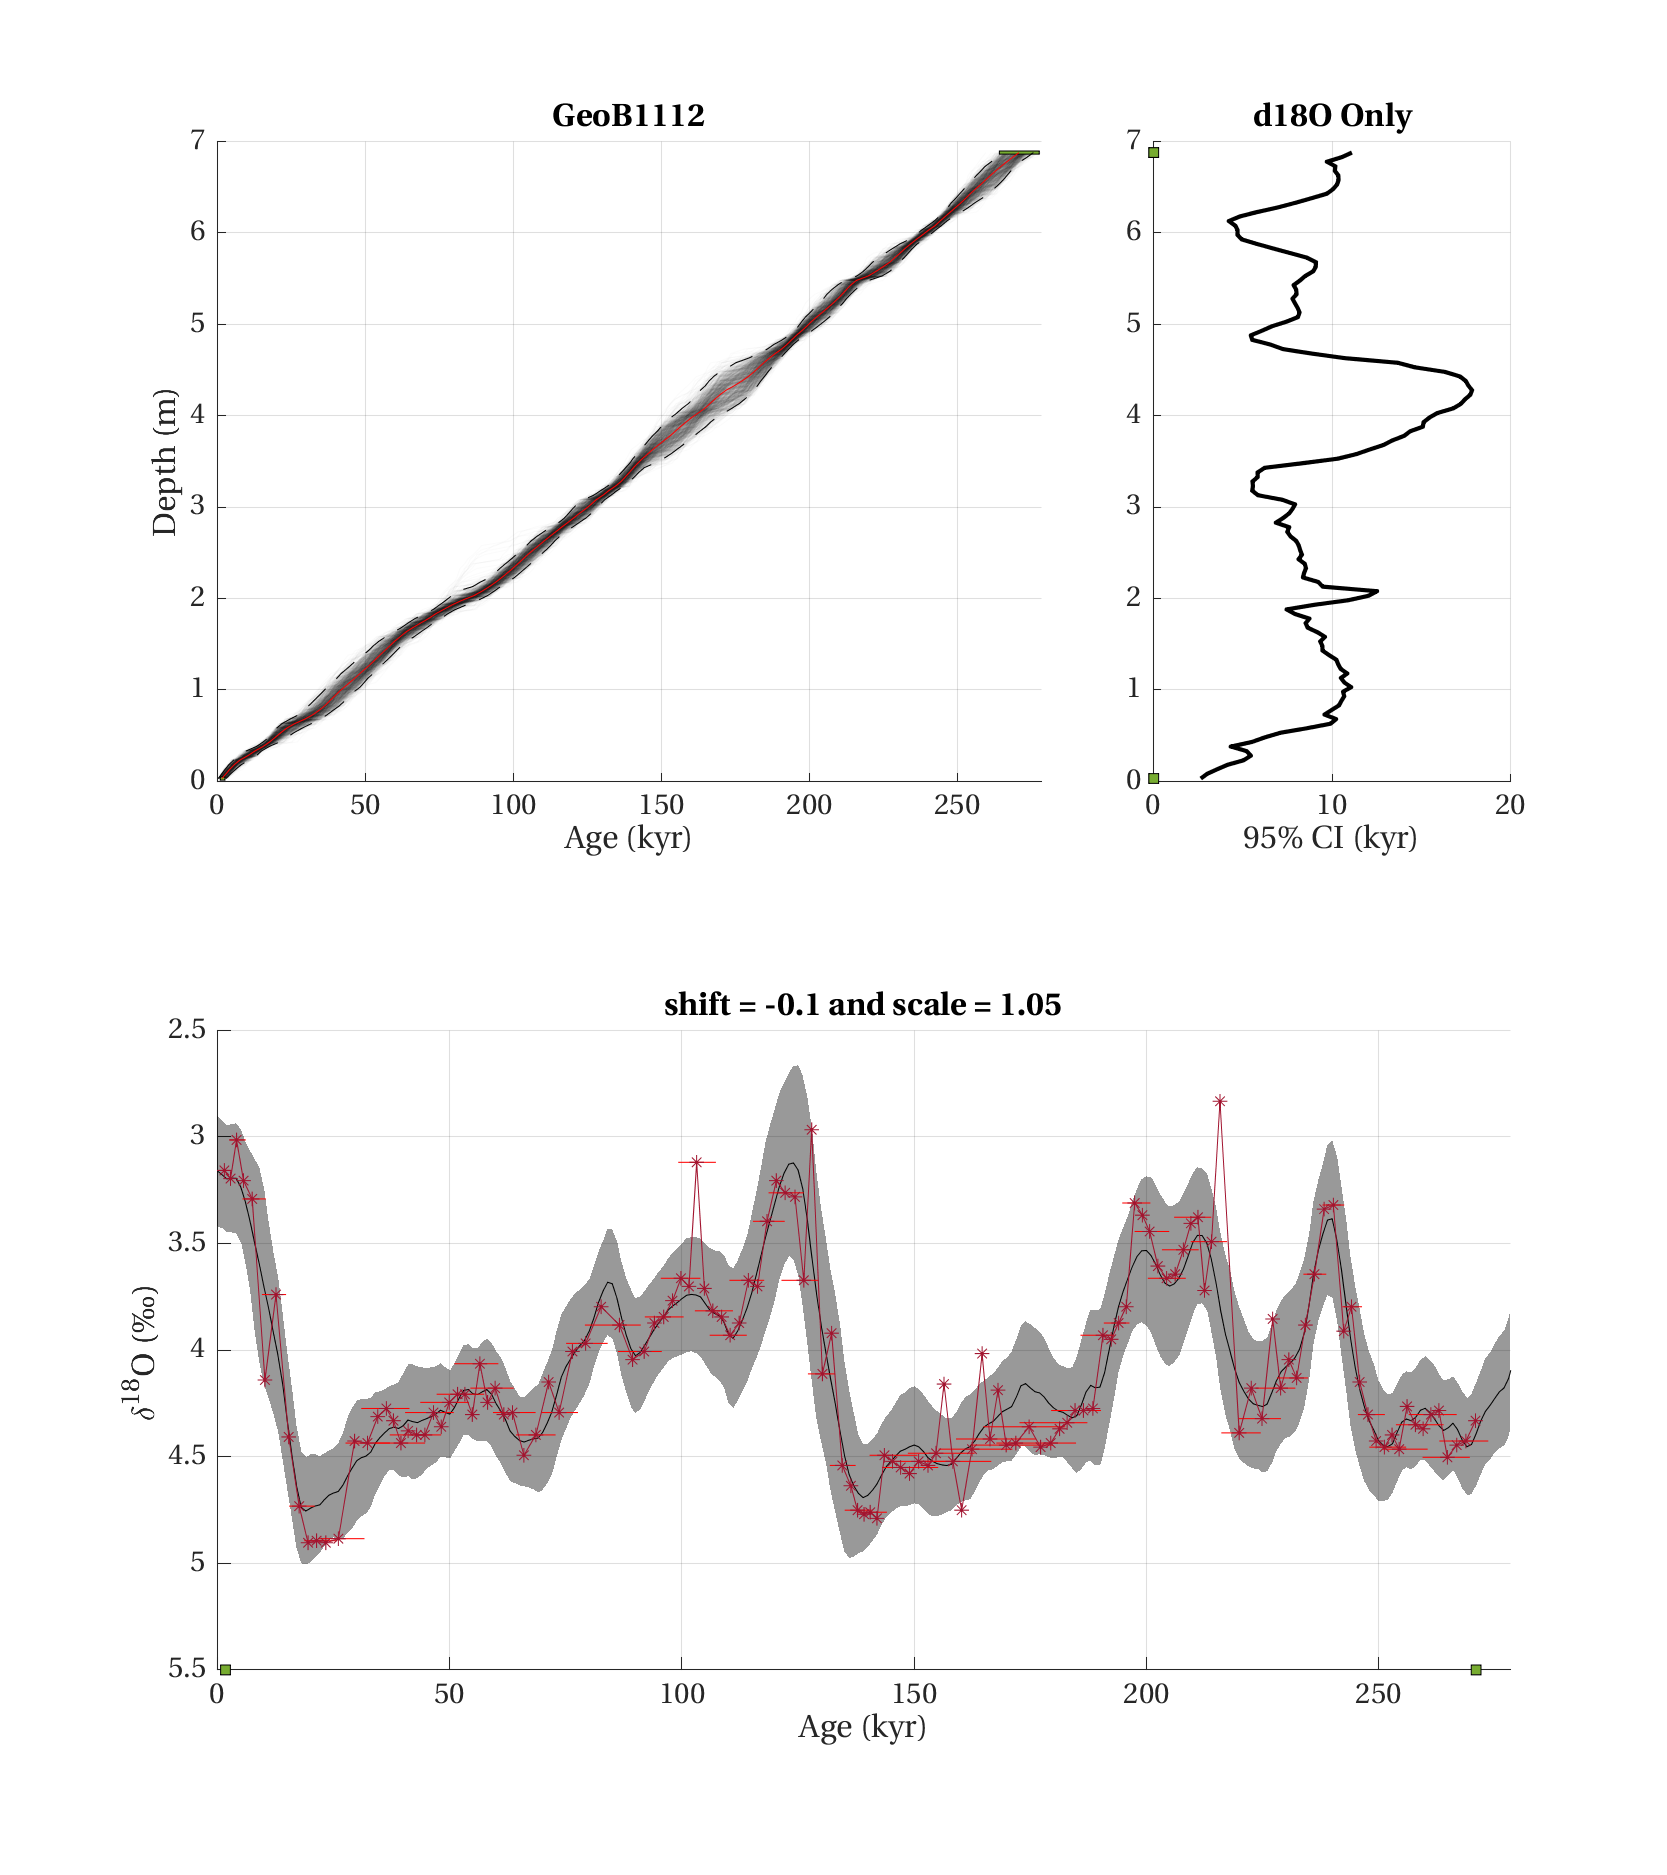 GeoB1112
7
6
5
4
3
2
1
0
Depth (m)
0 50 100 150 200 250
Age (kyr)
d18O Only
7
6
5
4
3
2
1
0
0 10 20
95% CI (kyr)
shift = -0.1 and scale = 1.05
2.5
3
3.5
4
4.5
5
5.5
δ18O (‰)
0 50 100 150 200 250
Age (kyr)